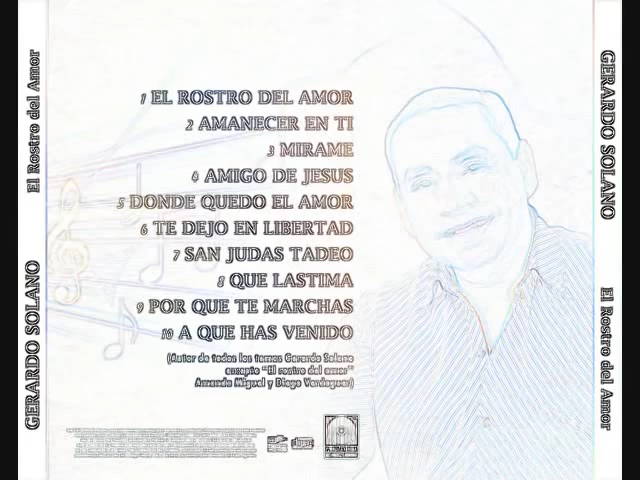 El Rostro del Amor
GERARDO SOLANO
1 EL ROSTRO DEL AMOR
2 AMANECER EN TI
3 MIRAME
4 AMIGO DE JESUS
5 DONDE QUEDO EL AMOR
6 TE DEJO EN LIBERTAD
7 SAN JUDAS TADEO
8 QUE LASTIMA
9 POR QUE TE MARCHAS
10 A QUE HAS VENIDO
(Autor de todos los temas Gerardo Solano
excepto "El rostro del amor"
Amanda Miguel y Diego Verdaguer)
GERARDO SOLANO
El Rostro del Amor